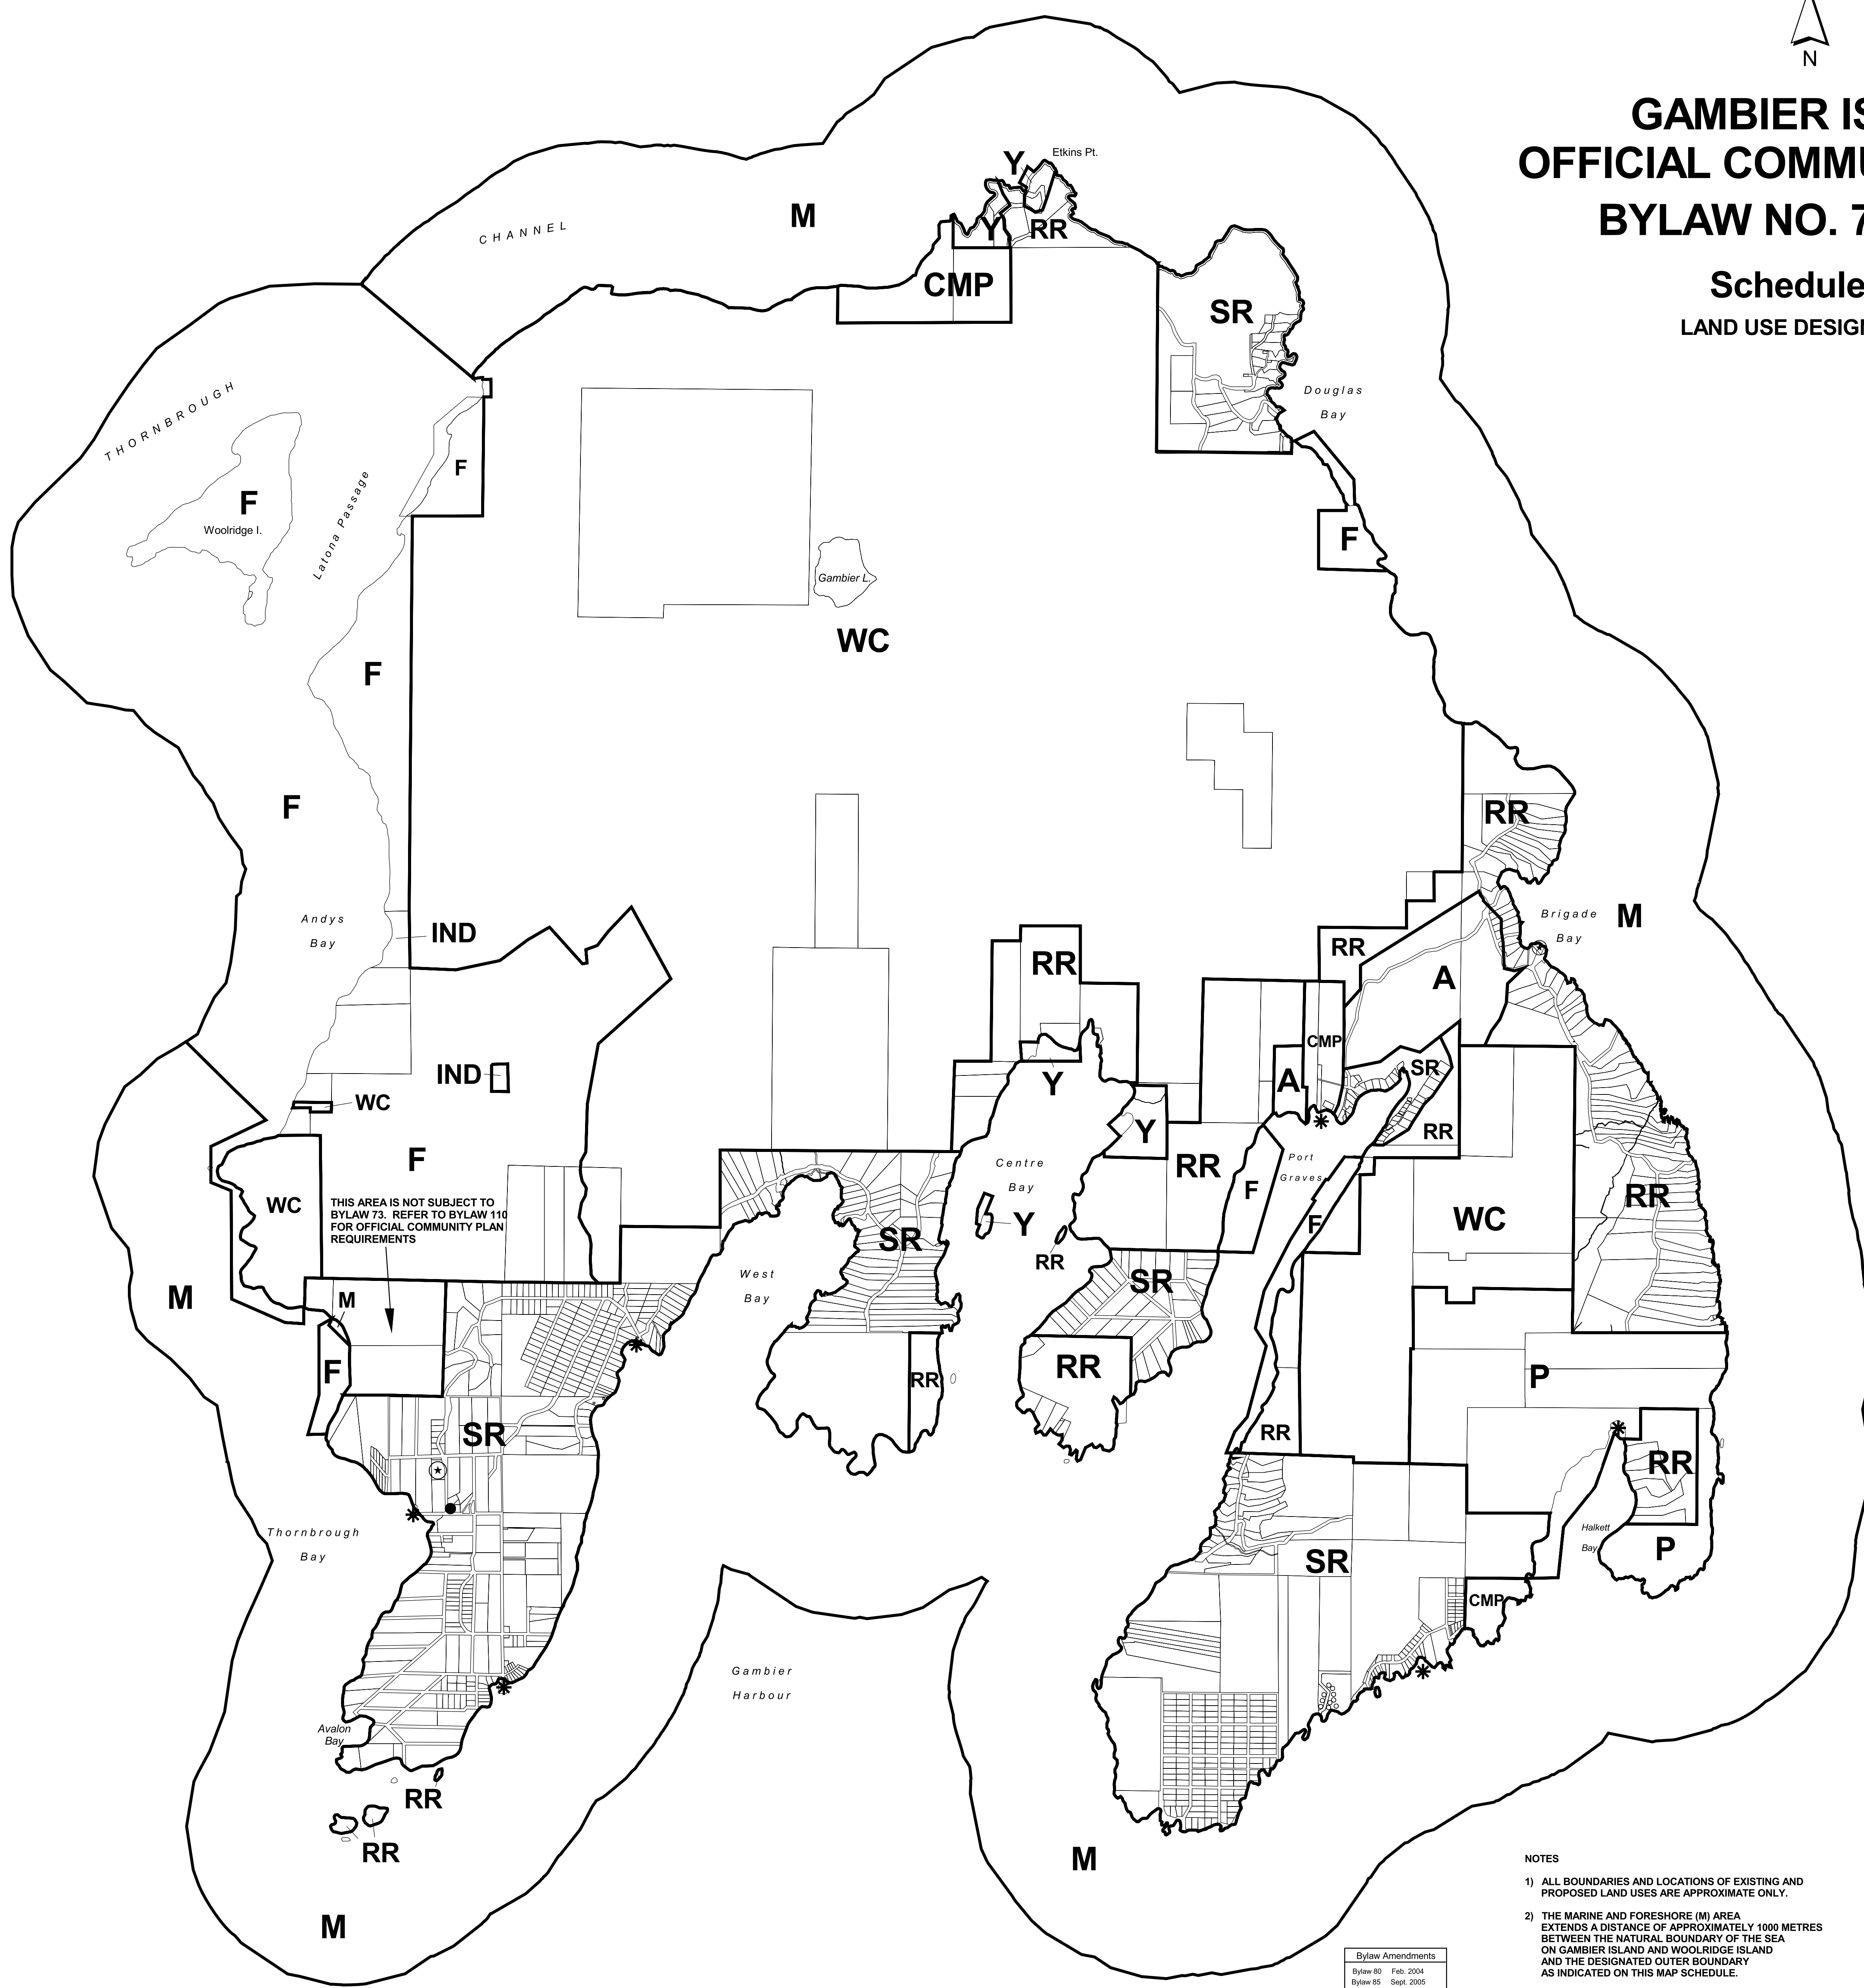 N
GAMBIER IS
OFFICIAL COMMU
BYLAW NO. 7
Schedule
LAND USE DESIGN
Y
Etkins Pt.
M
CHANNEL
Y
RR
CMP
SR
Douglas
Bay
THORNBROUGH
F
F
Woolridge I.
Latona Passage
F
Gambier L.
WC
F
F
RR
Andys
Bay
IND
Brigade
Bay
M
RR
RR
A
CMP
SR
IND
Y
A
WC
Y
RR
F
Centre
Bay
RR
Port
Graves
F
WC
THIS AREA IS NOT SUBJECT TO
BYLAW 73. REFER TO BYLAW 110
FOR OFFICIAL COMMUNITY PLAN
REQUIREMENTS
F
RR
WC
Y
F
SR
RR
West
Bay
SR
M
M
F
RR
RR
P
SR
RR
RR
Thornbrough
Bay
Halkett
Bay
P
SR
CMP
Gambier
Harbour
Avalon
Bay
RR
RR
M
M
NOTES
1) ALL BOUNDARIES AND LOCATIONS OF EXISTING AND
PROPOSED LAND USES ARE APPROXIMATE ONLY.
2) THE MARINE AND FORESHORE (M) AREA
EXTENDS A DISTANCE OF APPROXIMATELY 1000 METRES
BETWEEN THE NATURAL BOUNDARY OF THE SEA
ON GAMBIER ISLAND AND WOOLRIDGE ISLAND
AND THE DESIGNATED OUTER BOUNDARY
AS INDICATED ON THIS MAP SCHEDULE.
Bylaw Amendments
Bylaw 80 Feb. 2004
Bylaw 85 Sept. 2005